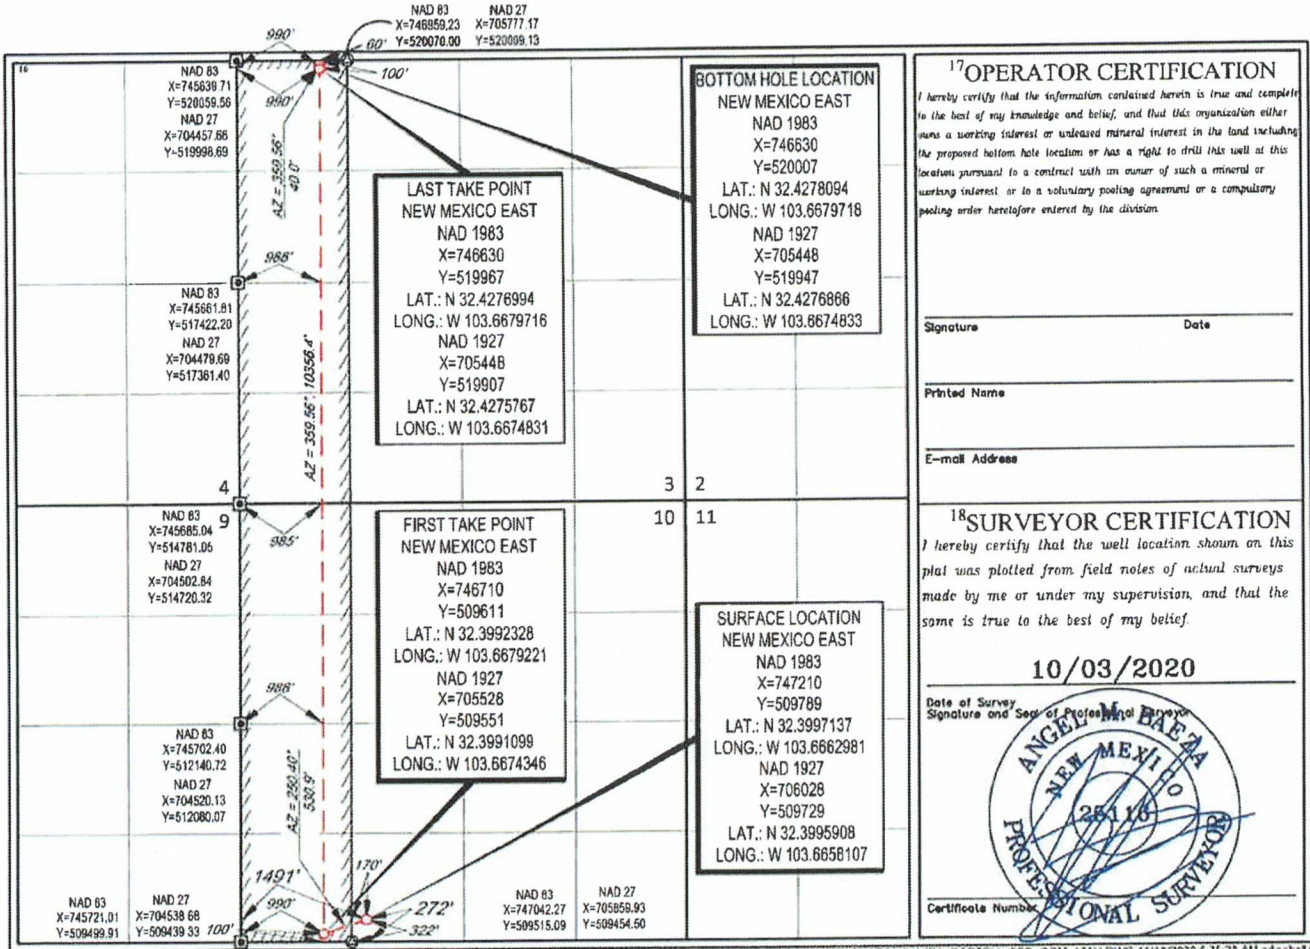 NAD 83 NAD 27
X=746959.23 X=705777.17
Y=520070.00 Y=520009.13
990'
60'
100'
16
NAD 83
X=745639.71
Y=520059.56
NAD 27
X=704457.66
Y=519998.69
990'
AZ = 359.56°
40.0'
BOTTOM HOLE LOCATION
NEW MEXICO EAST
NAD 1983
X=746630
Y=520007
LAT.: N 32.4278094
LONG.: W 103.6679718
NAD 1927
X=705448
Y=519947
LAT.: N 32.4276866
LONG.: W 103.6674833
LAST TAKE POINT
NEW MEXICO EAST
NAD 1983
X=746630
Y=519967
LAT.: N 32.4276994
LONG.: W 103.6679716
NAD 1927
X=705448
Y=519907
LAT.: N 32.4275767
LONG.: W 103.6674831
988'
NAD 83
X=745661.81
Y=517422.20
NAD 27
X=704479.69
Y=517361.40
AZ = 359.56°, 10356.4'
4
3 2
9
10 11
NAD 83
X=745685.04
Y=514781.05
NAD 27
X=704502.84
Y=514720.32
985'
FIRST TAKE POINT
NEW MEXICO EAST
NAD 1983
X=746710
Y=509611
LAT.: N 32.3992328
LONG.: W 103.6679221
NAD 1927
X=705528
Y=509551
LAT.: N 32.3991099
LONG.: W 103.6674346
SURFACE LOCATION
NEW MEXICO EAST
NAD 1983
X=747210
Y=509789
LAT.: N 32.3997137
LONG.: W 103.6662981
NAD 1927
X=706028
Y=509729
LAT.: N 32.3995908
LONG.: W 103.6658107
986'
NAD 83
X=745702.40
Y=512140.72
NAD 27
X=704520.13
Y=512080.07
AZ = 250.40°
530.9'
1491'
170'
272'
322'
990'
100'
NAD 83 NAD 27
X=745721.01 X=704538.68
Y=509499.91 Y=509439.33
NAD 83 NAD 27
X=747042.27 X=705859.93
Y=509515.09 Y=509454.50
17 OPERATOR CERTIFICATION
I hereby certify that the information contained herein is true and complete
to the best of my knowledge and belief, and that this organization either
owns a working interest or unleased mineral interest in the land including
the proposed bottom hole location or has a right to drill this well at this
location pursuant to a contract with an owner of such a mineral or
working interest, or to a voluntary pooling agreement or a compulsory
pooling order heretofore entered by the division.
Signature Date
Printed Name
E-mail Address
18 SURVEYOR CERTIFICATION
I hereby certify that the well location shown on this
plat was plotted from field notes of actual surveys
made by me or under my supervision, and that the
same is true to the best of my belief.
10/03/2020
Date of Survey
Signature and Seal of Professional Surveyor
ANGEL M. BAEZA
NEW MEXICO
25116
PROFESSIONAL SURVEYOR
Certificate Number